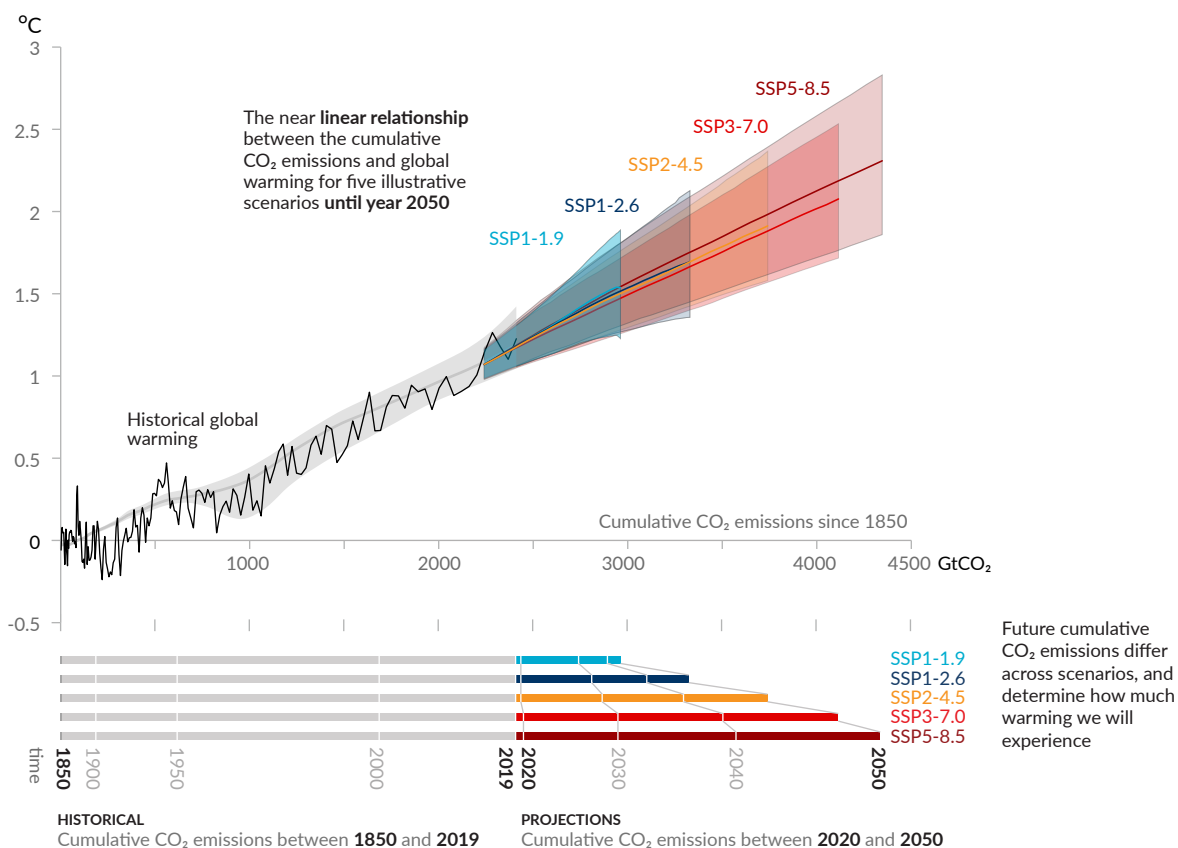 ºC
3
2.5
2
1.5
1
0.5
0
-0.5
The near linear relationship
between the cumulative
CO₂ emissions and global
warming for five illustrative
scenarios until year 2050
SSP5-8.5
SSP3-7.0
SSP2-4.5
SSP1-2.6
SSP1-1.9
Historical global
warming
Cumulative CO₂ emissions since 1850
1000
2000
3000
4000
4500 GtCO₂
SSP1-1.9
SSP1-2.6
SSP2-4.5
SSP3-7.0
SSP5-8.5
Future cumulative
CO₂ emissions differ
across scenarios, and
determine how much
warming we will
experience
time
1850
1900
1950
2000
2019
2020
2030
2040
2050
HISTORICAL
Cumulative CO₂ emissions between 1850 and 2019
PROJECTIONS
Cumulative CO₂ emissions between 2020 and 2050